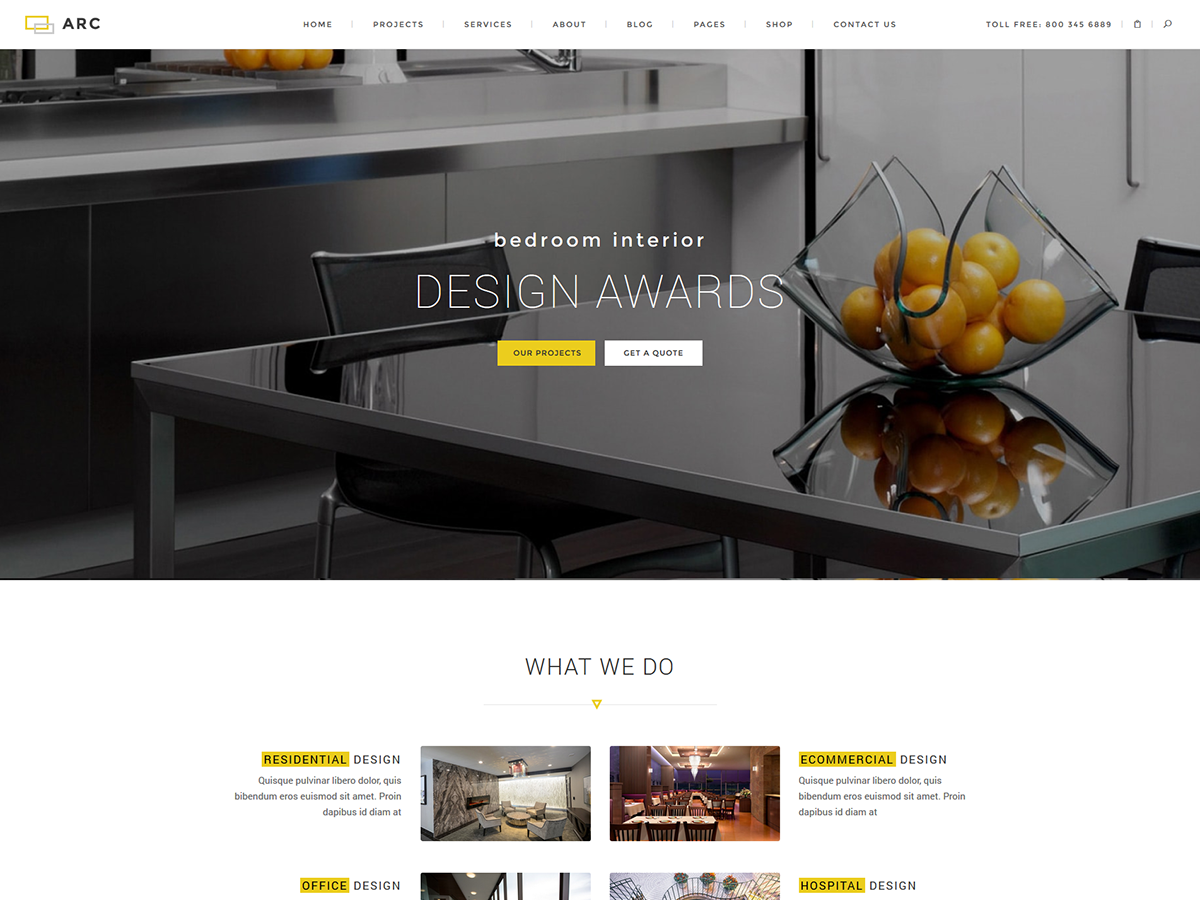 ARC
HOME PROJECTS SERVICES ABOUT BLOG PAGES SHOP CONTACT US
TOLL FREE: 800 345 6889
bedroom interior
DESIGN AWARDS
OUR PROJECTS GET A QUOTE
WHAT WE DO
RESIDENTIAL DESIGN
Quisque pulvinar libero dolor, quis
bibendum eros euismod sit amet. Proin
dapibus id diam at
ECOMMERCIAL DESIGN
Quisque pulvinar libero dolor, quis
bibendum eros euismod sit amet. Proin
dapibus id diam at
OFFICE DESIGN
HOSPITAL DESIGN